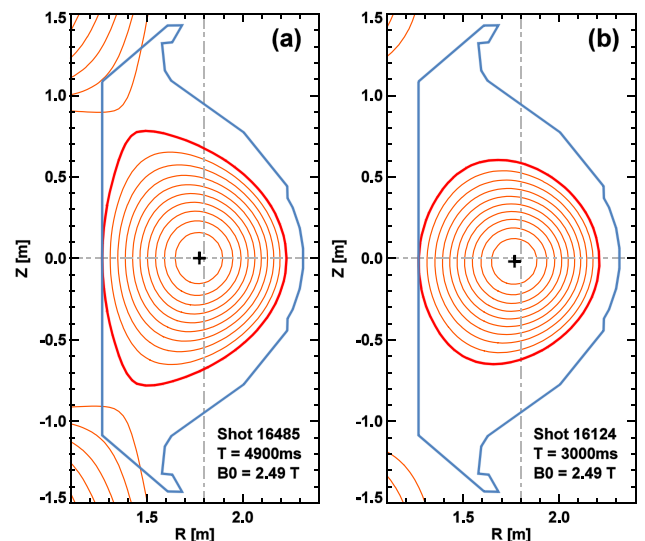 (a)
(b)
1.5
1.0
0.5
0.0
-0.5
-1.0
-1.5
Z [m]
1.5
1.0
0.5
0.0
-0.5
-1.0
-1.5
Z [m]
Shot 16485
T = 4900ms
B0 = 2.49 T
Shot 16124
T = 3000ms
B0 = 2.49 T
1.5 2.0
1.5 2.0
R [m]
R [m]